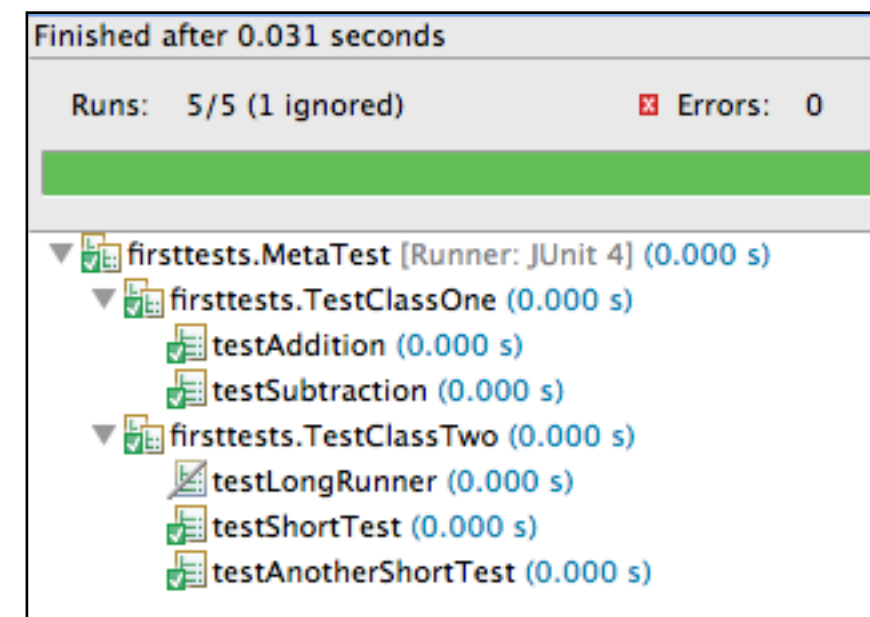 Finished after 0.031 seconds
Runs: 5/5 (1 ignored) Errors: 0
firsttests.MetaTest [Runner: JUnit 4] (0.000 s)
firsttests.TestClassOne (0.000 s)
testAddition (0.000 s)
testSubtraction (0.000 s)
firsttests.TestClassTwo (0.000 s)
testLongRunner (0.000 s)
testShortTest (0.000 s)
testAnotherShortTest (0.000 s)